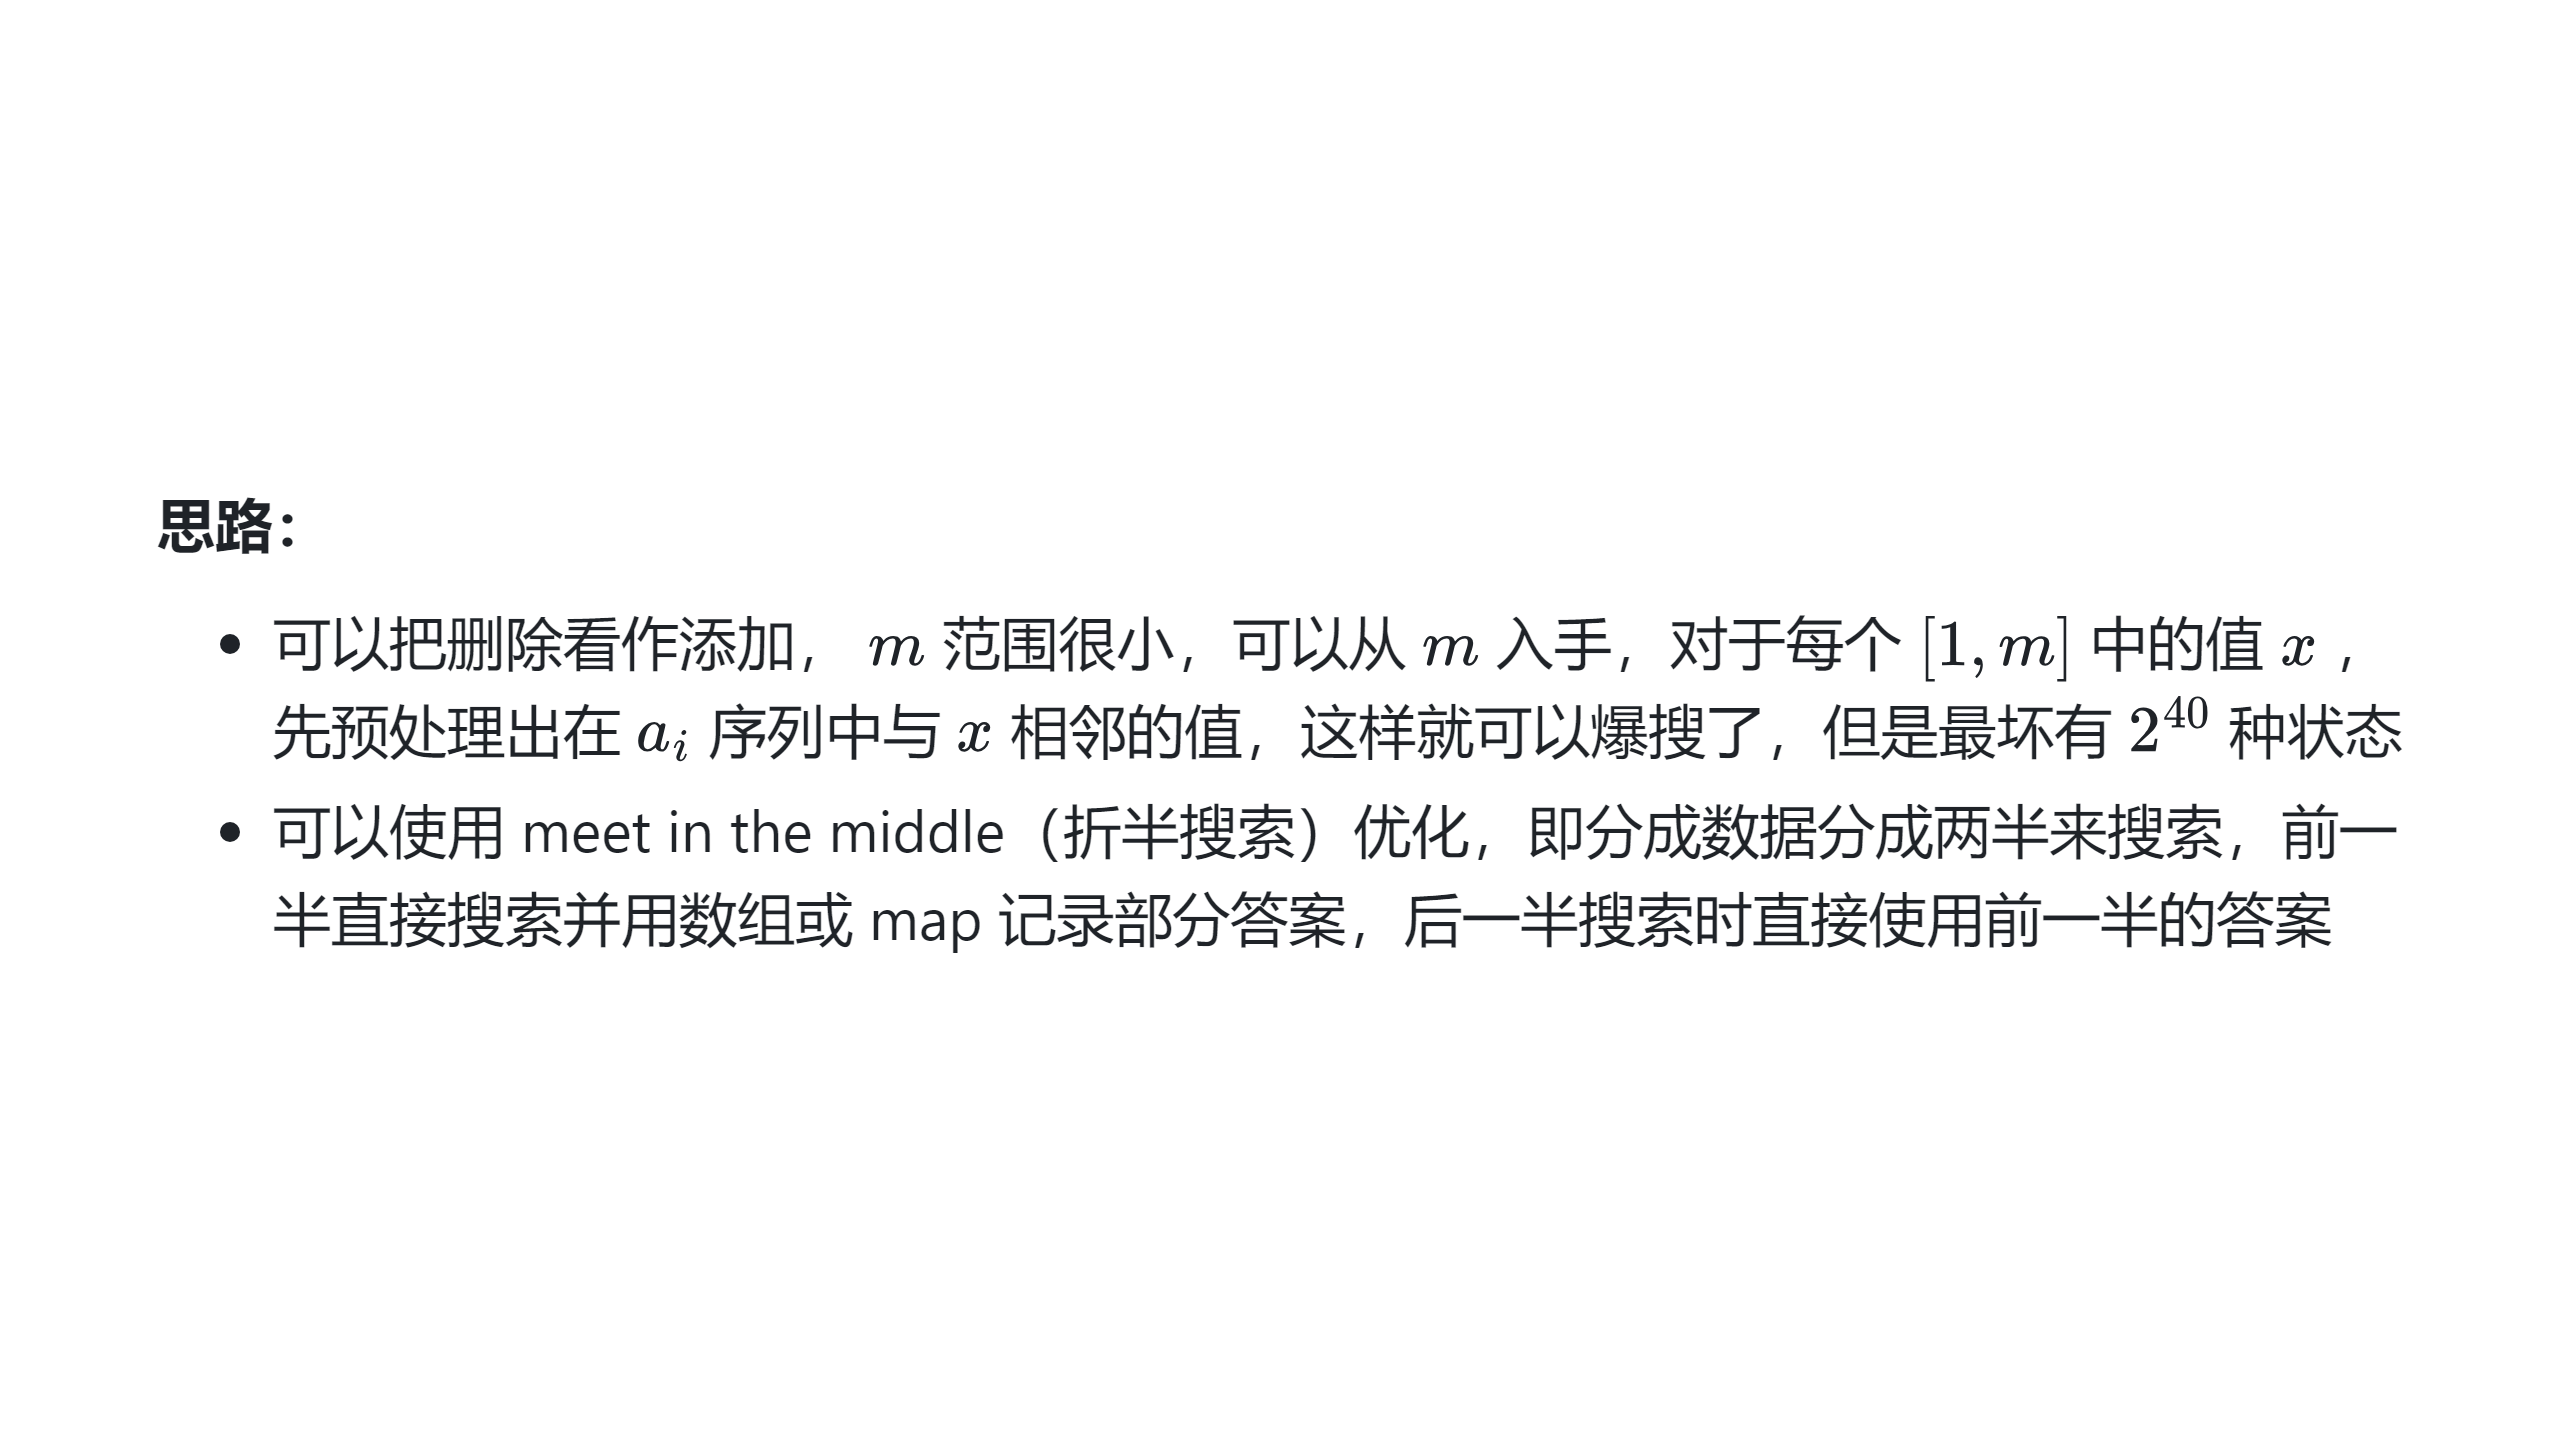 思路：
• 可以把删除看作添加， m 范围很小，可以从 m 入手，对于每个 [1, m] 中的值 x ，
先预处理出在 a_i 序列中与 x 相邻的值，这样就可以爆搜了，但是最坏有 2^40 种状态
• 可以使用 meet in the middle（折半搜索）优化，即分成数据分成两半来搜索，前一
半直接搜索并用数组或 map 记录部分答案，后一半搜索时直接使用前一半的答案